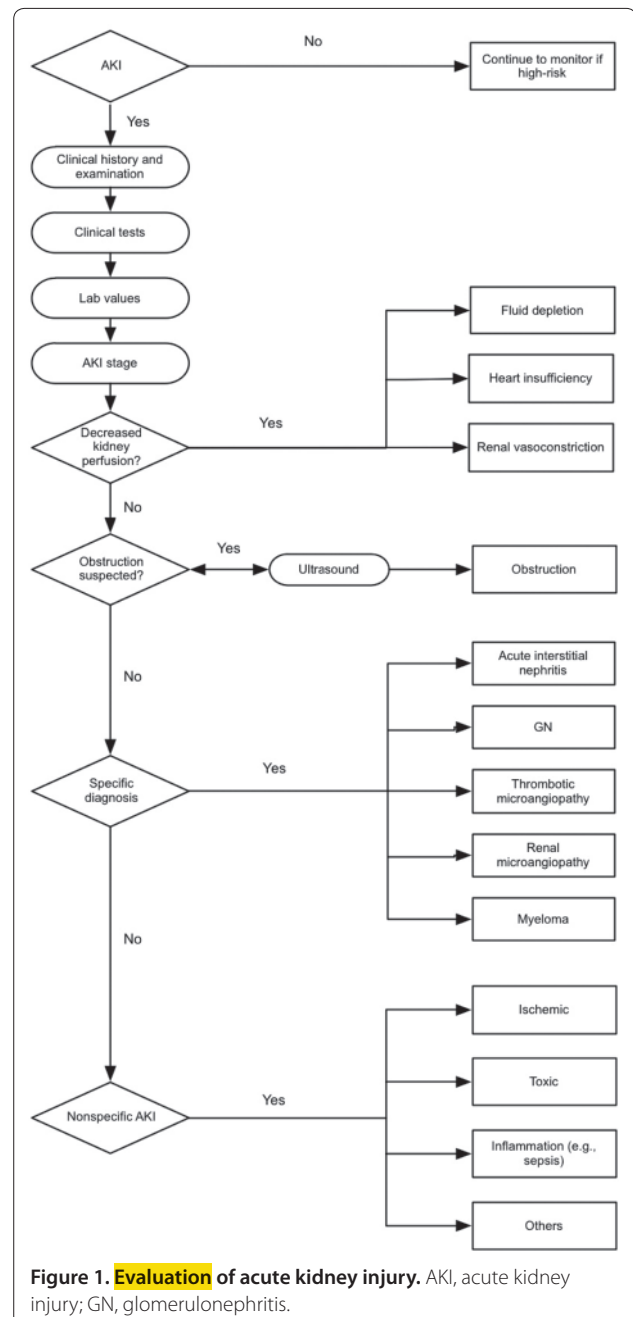 AKI
No
Continue to monitor if
high-risk
Yes
Clinical history and
examination
Clinical tests
Lab values
AKI stage
Decreased
kidney
perfusion?
Yes
Fluid depletion
Heart insufficiency
Renal vasoconstriction
No
Obstruction
suspected?
Yes
Ultrasound
Obstruction
No
Specific
diagnosis
Yes
Acute interstitial
nephritis
GN
Thrombotic
microangiopathy
Renal
microangiopathy
Myeloma
No
Nonspecific AKI
Yes
Ischemic
Toxic
Inflammation (e.g.,
sepsis)
Others
Figure 1. Evaluation of acute kidney injury. AKI, acute kidney
injury; GN, glomerulonephritis.